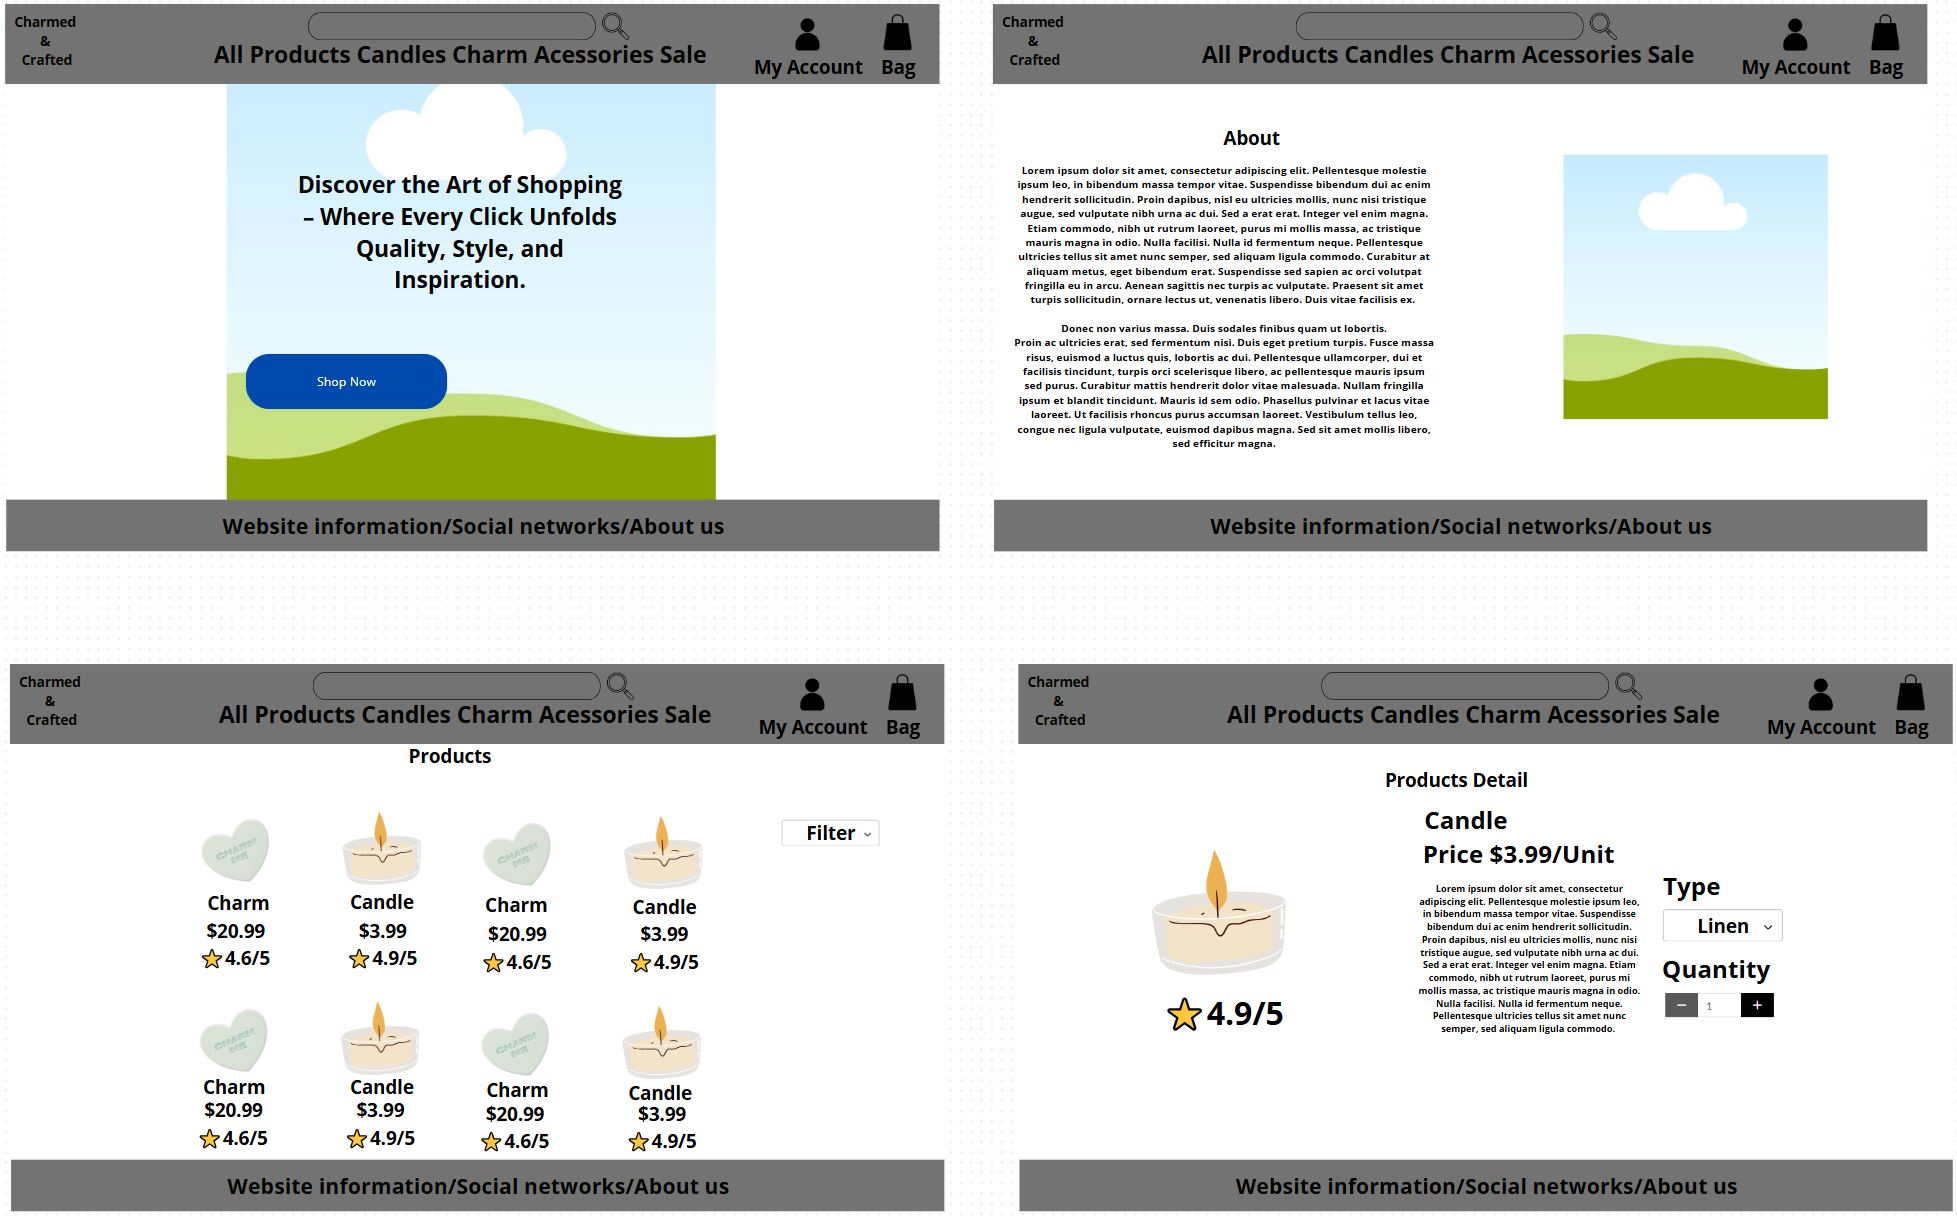 Charmed
&
Crafted
All Products Candles Charm Acessories Sale
My Account
Bag
Discover the Art of Shopping
– Where Every Click Unfolds
Quality, Style, and
Inspiration.
Shop Now
Website information/Social networks/About us
Charmed
&
Crafted
All Products Candles Charm Acessories Sale
My Account
Bag
About
Lorem ipsum dolor sit amet, consectetur adipiscing elit. Pellentesque molestie
ipsum leo, in bibendum massa tempor vitae. Suspendisse bibendum dui ac enim
hendrerit sollicitudin. Proin dapibus, nisl eu ultricies mollis, nunc nisi tristique
augue, sed vulputate nibh urna ac dui. Sed a erat erat. Integer vel enim magna.
Etiam commodo, nibh ut rutrum laoreet, purus mi mollis massa, ac tristique
mauris magna in odio. Nulla facilisi. Nulla id fermentum neque. Pellentesque
ultricies tellus sit amet nunc semper, sed aliquam ligula commodo. Curabitur at
aliquam metus, eget bibendum erat. Suspendisse sed sapien ac orci volutpat
fringilla eu in arcu. Aenean sagittis nec turpis ac vulputate. Praesent sit amet
turpis sollicitudin, ornare lectus ut, venenatis libero. Duis vitae facilisis ex.
Donec non varius massa. Duis sodales finibus quam ut lobortis.
Proin ac ultricies erat, sed fermentum nisi. Duis eget pretium turpis. Fusce massa
risus, euismod a luctus quis, lobortis ac dui. Pellentesque ullamcorper, dui et
facilisis tincidunt, turpis orci scelerisque libero, ac pellentesque mauris ipsum
sed purus. Curabitur mattis hendrerit dolor vitae malesuada. Nullam fringilla
ipsum et blandit tincidunt. Mauris id sem odio. Phasellus pulvinar et lacus vitae
laoreet. Ut facilisis rhoncus purus accumsan laoreet. Vestibulum tellus leo,
congue nec ligula vulputate, euismod dapibus magna. Sed sit amet mollis libero,
sed efficitur magna.
Website information/Social networks/About us
Charmed
&
Crafted
All Products Candles Charm Acessories Sale
My Account
Bag
Products
Filter
CHARM
ME
CHARM
ME
Charm
Candle
Charm
Candle
$20.99
$3.99
$20.99
$3.99
4.6/5
4.9/5
4.6/5
4.9/5
CHARM
ME
CHARM
ME
Charm
Candle
Charm
Candle
$20.99
$3.99
$20.99
$3.99
4.6/5
4.9/5
4.6/5
4.9/5
Website information/Social networks/About us
Charmed
&
Crafted
All Products Candles Charm Acessories Sale
My Account
Bag
Products Detail
Candle
Price $3.99/Unit
4.9/5
Lorem ipsum dolor sit amet, consectetur
adipiscing elit. Pellentesque molestie ipsum leo,
in bibendum massa tempor vitae. Suspendisse
bibendum dui ac enim hendrerit sollicitudin.
Proin dapibus, nisl eu ultricies mollis, nunc nisi
tristique augue, sed vulputate nibh urna ac dui.
Sed a erat erat. Integer vel enim magna. Etiam
commodo, nibh ut rutrum laoreet, purus mi
mollis massa, ac tristique mauris magna in odio.
Nulla facilisi. Nulla id fermentum neque.
Pellentesque ultricies tellus sit amet nunc
semper, sed aliquam ligula commodo.
Type
Linen
Quantity
− 1 +
Website information/Social networks/About us